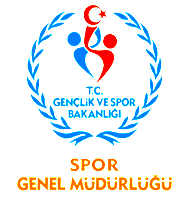 T.C.
GENÇLİK VE SPOR
BAKANLIĞI
SPOR
GENEL MÜDÜRLÜĞÜ